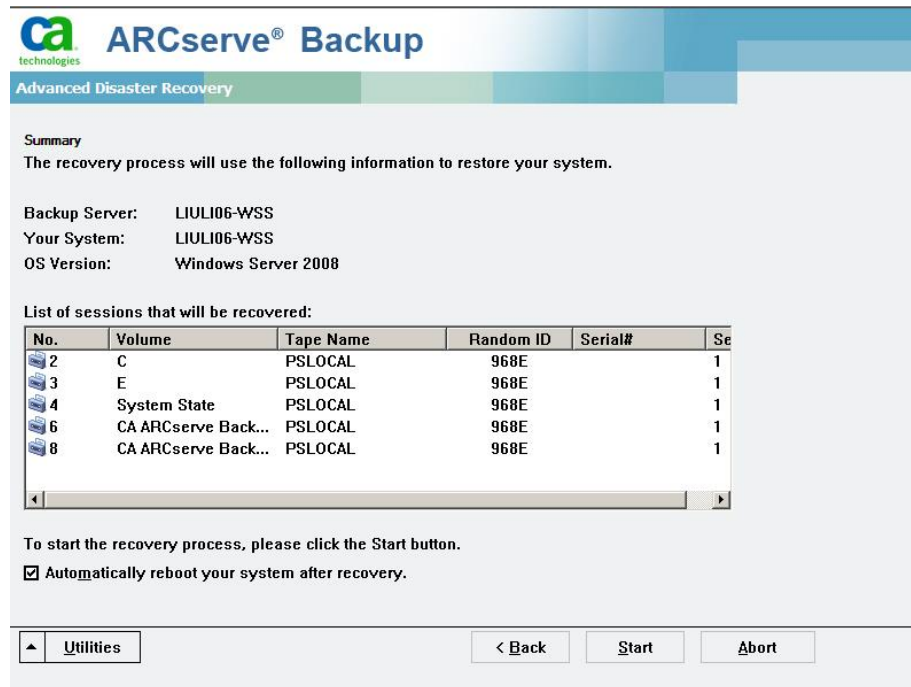 ca
technologies
ARCserve® Backup
Advanced Disaster Recovery
Summary
The recovery process will use the following information to restore your system.
Backup Server: LIULI06-WSS
Your System: LIULI06-WSS
OS Version: Windows Server 2008
List of sessions that will be recovered:
No. Volume Tape Name Random ID Serial# Se
2 C PSLOCAL 968E 1
3 E PSLOCAL 968E 1
4 System State PSLOCAL 968E 1
6 CA ARCserve Back... PSLOCAL 968E 1
8 CA ARCserve Back... PSLOCAL 968E 1
To start the recovery process, please click the Start button.
Automatically reboot your system after recovery.
Utilities < Back Start Abort